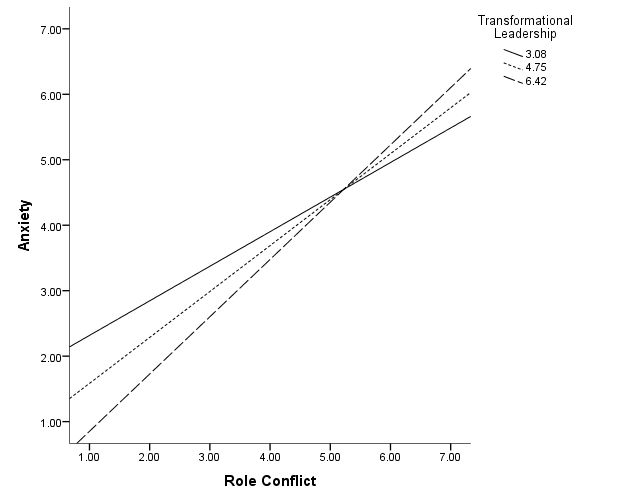 Transformational
Leadership
3.08
4.75
6.42
7.00
6.00
5.00
4.00
3.00
2.00
1.00
Anxiety
1.00 2.00 3.00 4.00 5.00 6.00 7.00
Role Conflict